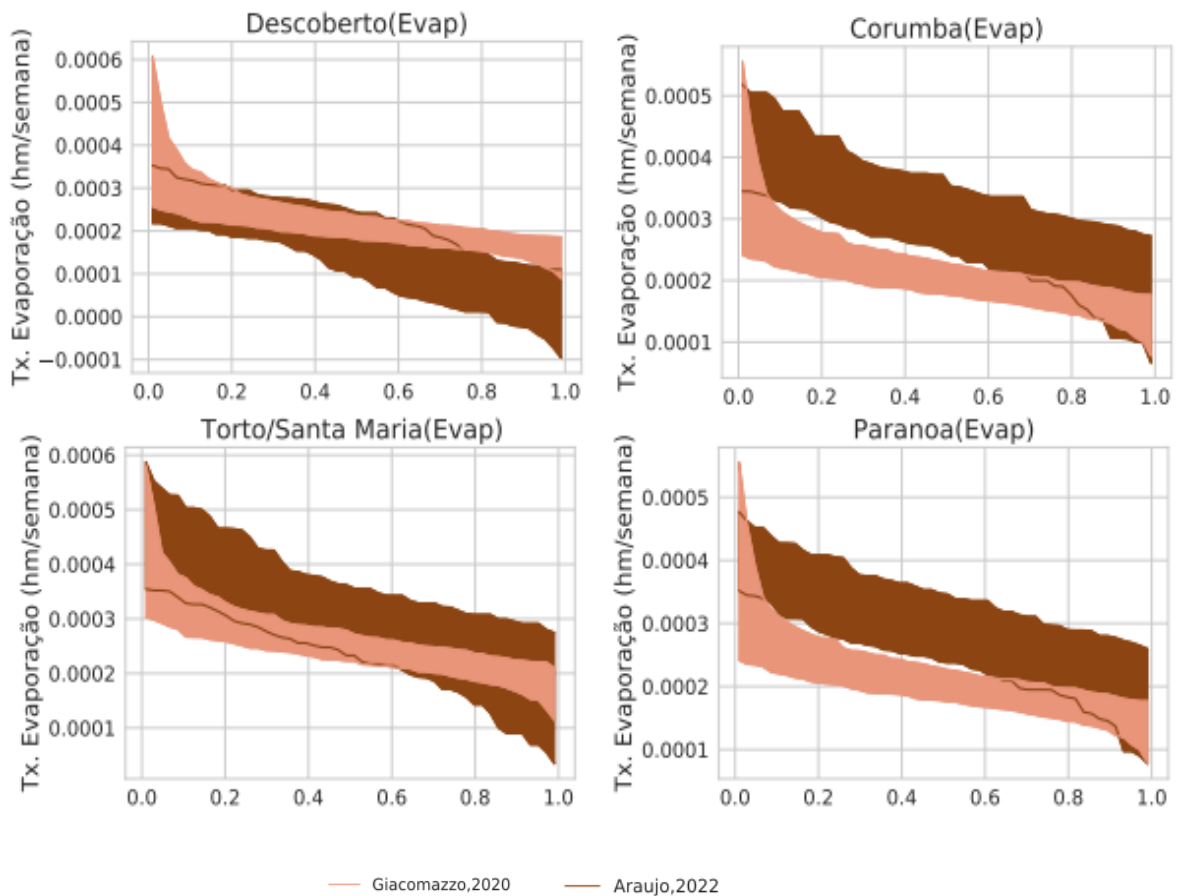 Descoberto(Evap)
Tx. Evaporação (hm/semana)
0.0006
0.0005
0.0004
0.0003
0.0002
0.0001
0.0000
−0.0001
0.0 0.2 0.4 0.6 0.8 1.0
Corumba(Evap)
Tx. Evaporação (hm/semana)
0.0005
0.0004
0.0003
0.0002
0.0001
0.0 0.2 0.4 0.6 0.8 1.0
Torto/Santa Maria(Evap)
Tx. Evaporação (hm/semana)
0.0006
0.0005
0.0004
0.0003
0.0002
0.0001
0.0 0.2 0.4 0.6 0.8 1.0
Paranoa(Evap)
Tx. Evaporação (hm/semana)
0.0005
0.0004
0.0003
0.0002
0.0001
0.0 0.2 0.4 0.6 0.8 1.0
Giacomazzo,2020 Araujo,2022